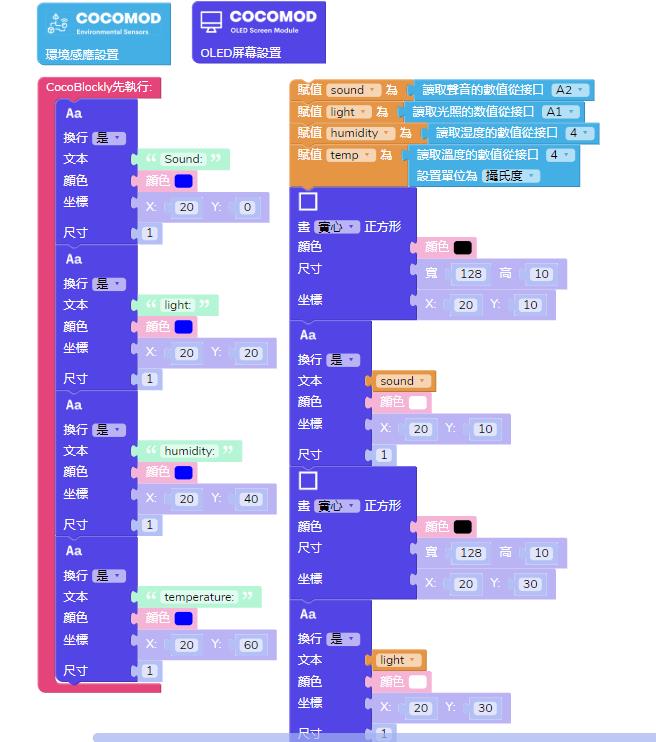 COCOMOD
Environmental Sensors
環境感應設置
COCOMOD
OLED Screen Module
OLED屏幕設置
CocoBlockly先執行:
Aa
換行 是
文本 “ Sound: ”
顏色 顏色
坐標 X: 20 Y: 0
尺寸 1
Aa
換行 是
文本 “ light: ”
顏色 顏色
坐標 X: 20 Y: 20
尺寸 1
Aa
換行 是
文本 “ humidity: ”
顏色 顏色
坐標 X: 20 Y: 40
尺寸 1
Aa
換行 是
文本 “ temperature: ”
顏色 顏色
坐標 X: 20 Y: 60
尺寸 1
賦值 sound 為 讀取聲音的數值從接口 A2
賦值 light 為 讀取光照的数值從接口 A1
賦值 humidity 為 讀取湿度的數值從接口 4
賦值 temp 為 讀取溫度的數值從接口 4
設置單位為 攝氏度
畫 實心 正方形
顏色 顏色
尺寸 寬 128 高 10
坐標 X: 20 Y: 10
Aa
換行 是
文本 sound
顏色 顏色
坐標 X: 20 Y: 10
尺寸 1
畫 實心 正方形
顏色 顏色
尺寸 寬 128 高 10
坐標 X: 20 Y: 30
Aa
換行 是
文本 light
顏色 顏色
坐標 X: 20 Y: 30
尺寸 1